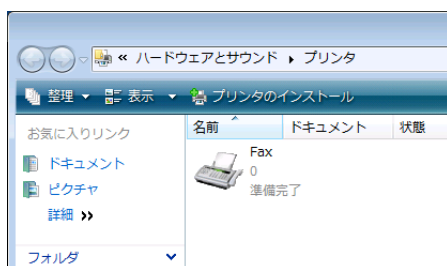 « ハードウェアとサウンド ▸ プリンタ
整理 ▼ 表示 ▼ プリンタのインストール
お気に入りリンク
ドキュメント
ピクチャ
詳細 »
フォルダ
名前 ドキュメント 状態
Fax
0
準備完了